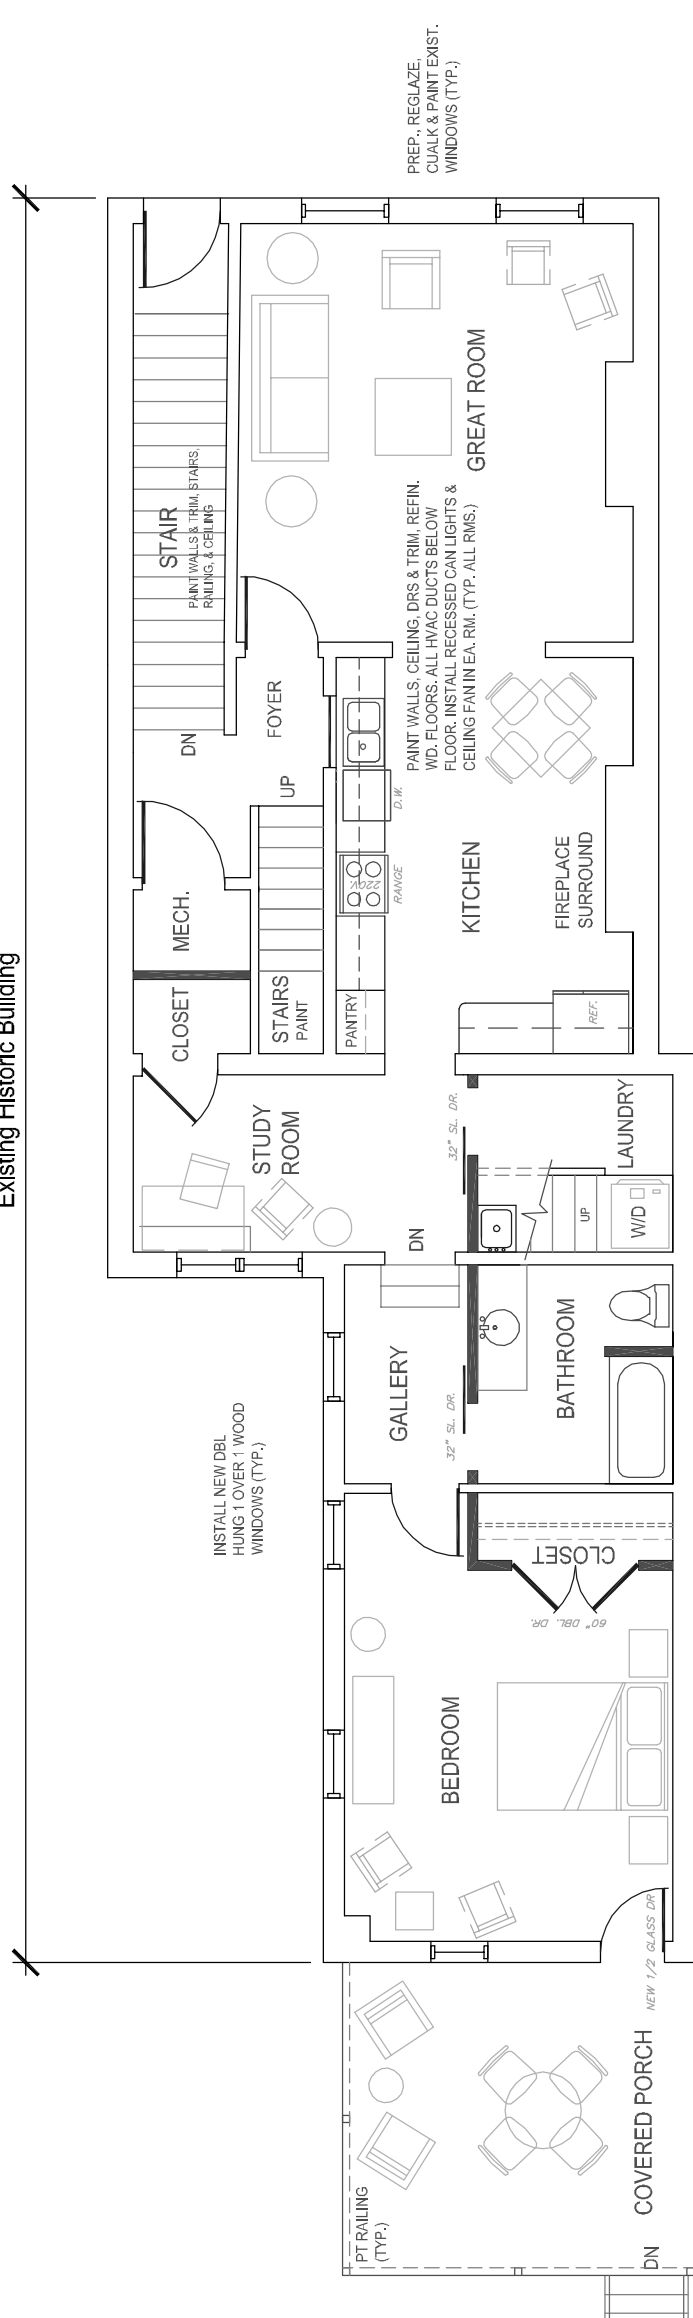 Existing Historic Building
PREP., REGLAZE,
CUALK & PAINT EXIST.
WINDOWS (TYP.)
STAIR
PAINT WALLS & TRIM, STAIRS,
RAILING, & CEILING
GREAT ROOM
PAINT WALLS, CEILING, DRS & TRIM, REFIN.
WD. FLOORS. ALL HVAC DUCTS BELOW
FLOOR. INSTALL RECESSED CAN LIGHTS &
CEILING FAN IN EA. RM. (TYP. ALL RMS.)
DN
FOYER
UP
D.W.
RANGE
220V.
KITCHEN
FIREPLACE
SURROUND
MECH.
CLOSET
STAIRS
PAINT
PANTRY
REF.
STUDY
ROOM
32" SL. DR.
LAUNDRY
UP
W/D
DN
GALLERY
32" SL. DR.
BATHROOM
INSTALL NEW DBL
HUNG 1 OVER 1 WOOD
WINDOWS (TYP.)
CLOSET
60" DBL. DR.
BEDROOM
NEW 1/2 GLASS DR
COVERED PORCH
PT RAILING
(TYP.)
DN